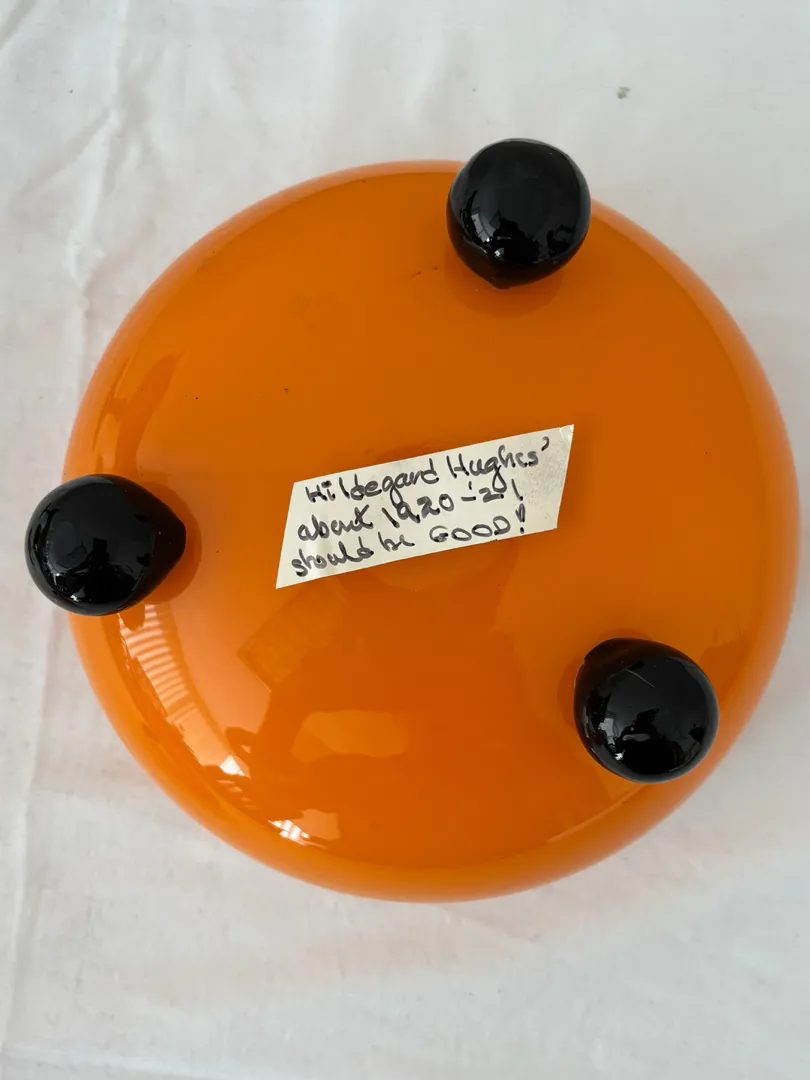 Hildegard Hughes'
about 1920-21
should be GOOD!